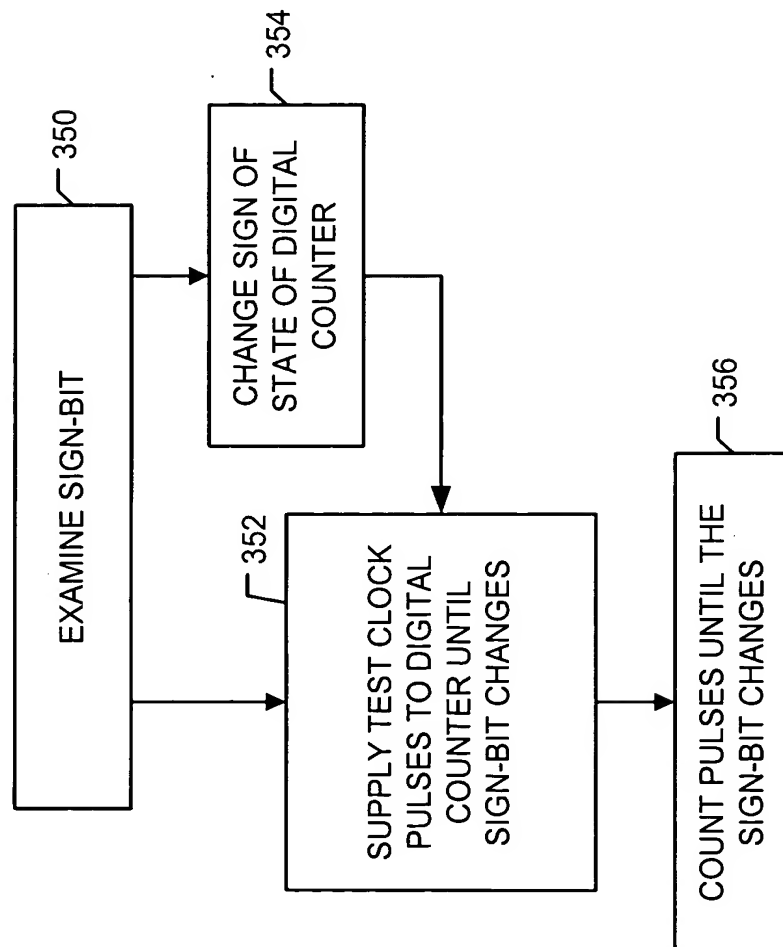 350
EXAMINE SIGN-BIT
354
CHANGE SIGN OF
STATE OF DIGITAL
COUNTER
352
SUPPLY TEST CLOCK
PULSES TO DIGITAL
COUNTER UNTIL
SIGN-BIT CHANGES
356
COUNT PULSES UNTIL THE
SIGN-BIT CHANGES